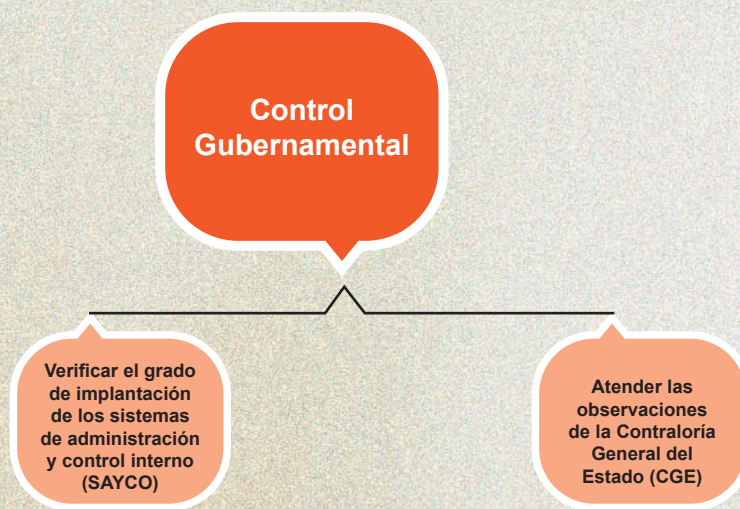 Control
Gubernamental
Verificar el grado
de implantación
de los sistemas
de administración
y control interno
(SAYCO)
Atender las
observaciones
de la Contraloría
General del
Estado (CGE)